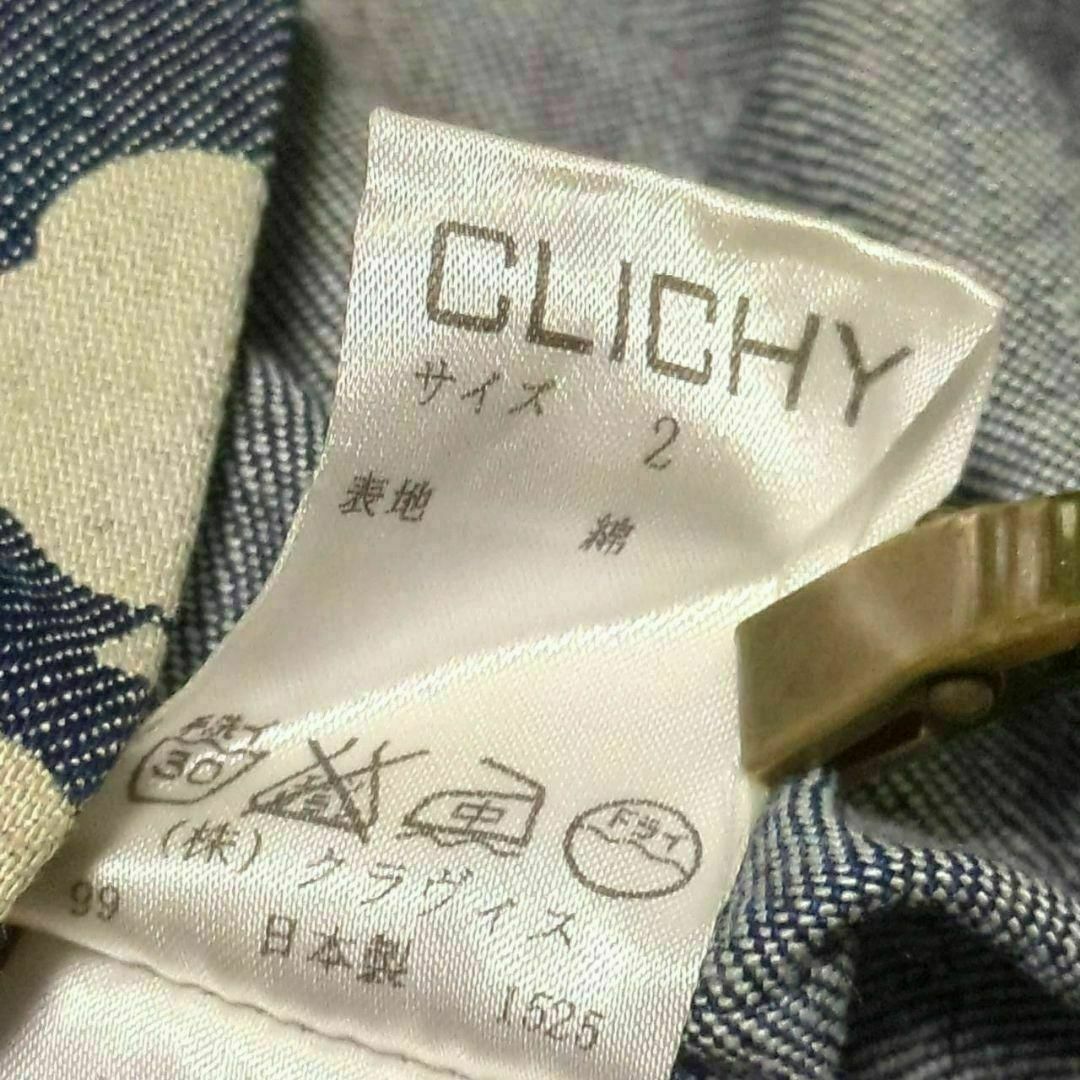 CLICHY
サイズ 2
表地 綿
手洗イ 30 中 ドライ
(株) クラヴィス
99 日本製 1525